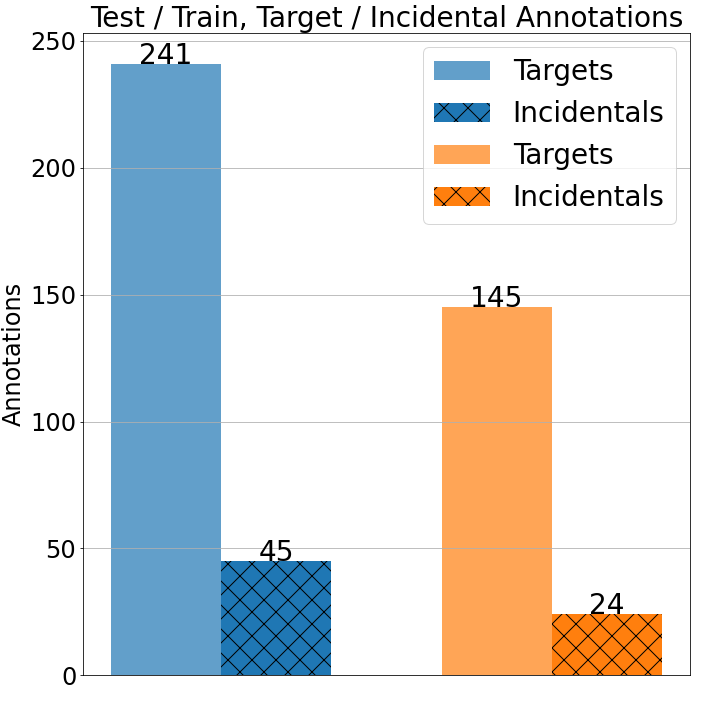 Test / Train, Target / Incidental Annotations
Annotations
250
200
150
100
50
0
241
45
145
24
Targets
Incidentals
Targets
Incidentals